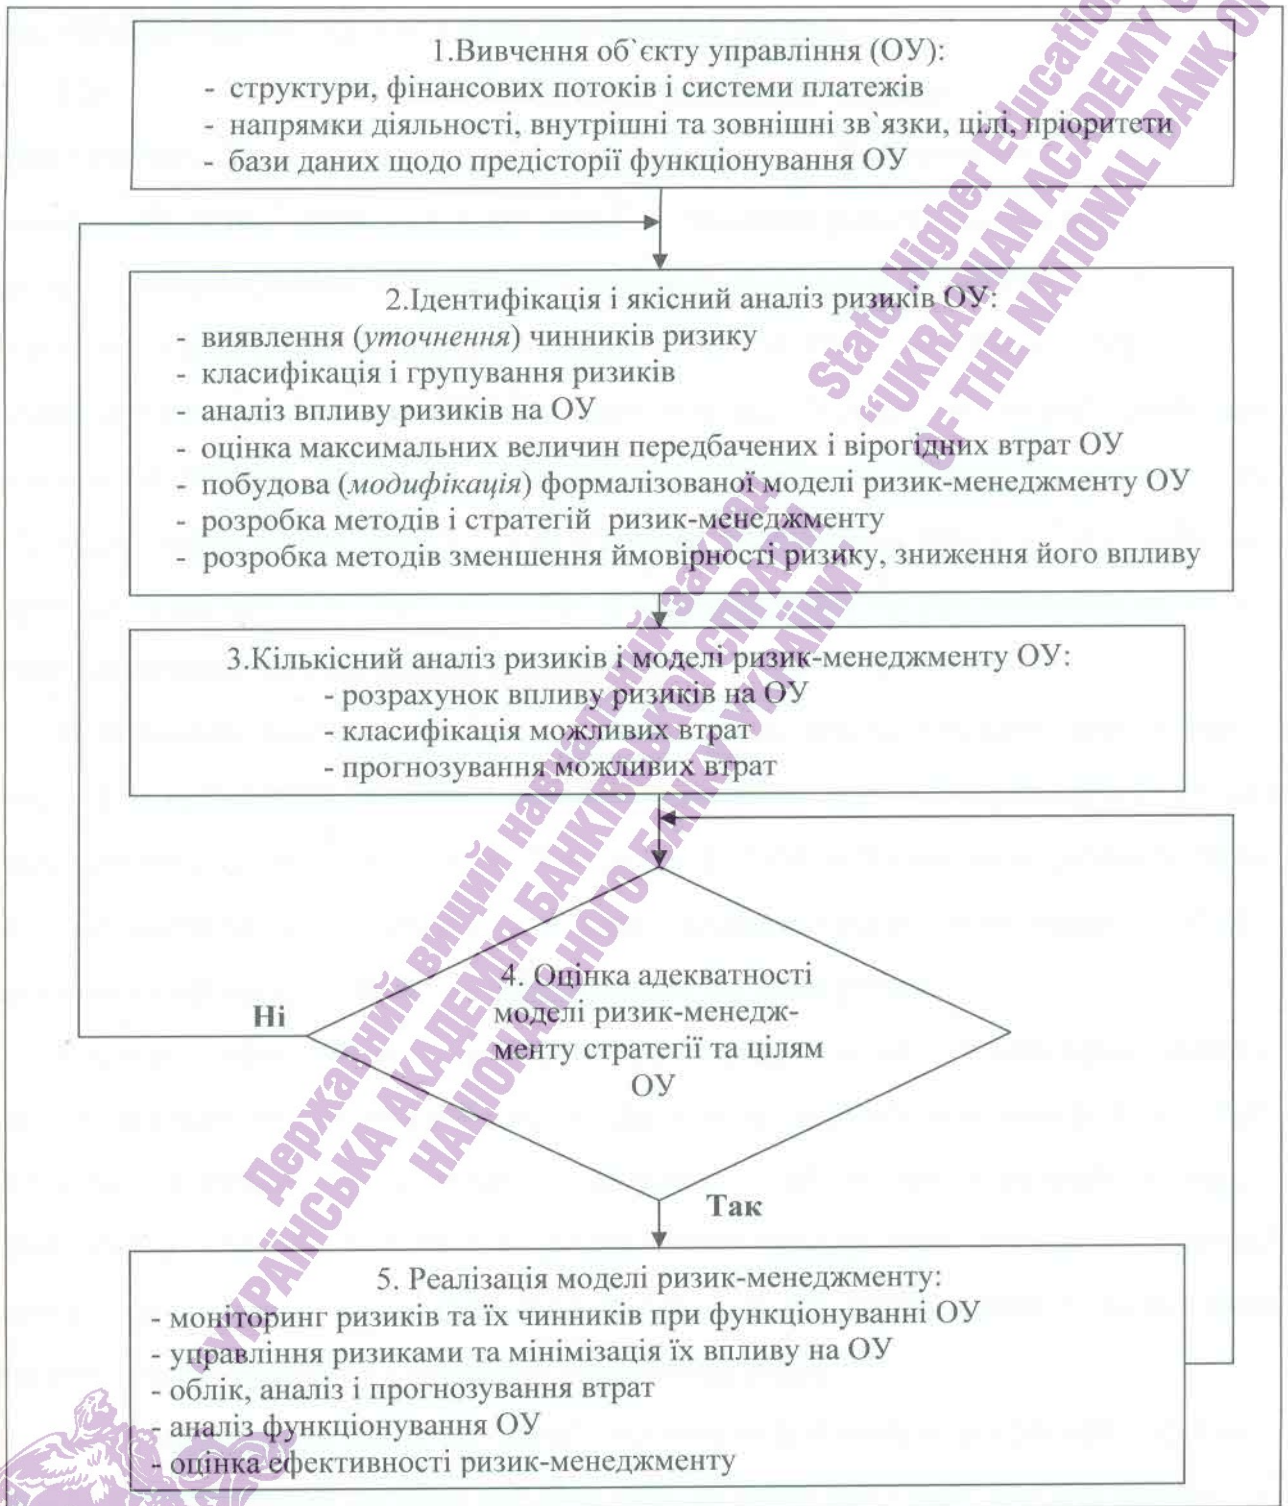 1.Вивчення об`єкту управління (ОУ):
- структури, фінансових потоків і системи платежів
- напрямки діяльності, внутрішні та зовнішні зв`язки, цілі, пріоритети
- бази даних щодо предісторії функціонування ОУ
2.Ідентифікація і якісний аналіз ризиків ОУ:
- виявлення (уточнення) чинників ризику
- класифікація і групування ризиків
- аналіз впливу ризиків на ОУ
- оцінка максимальних величин передбачених і вірогідних втрат ОУ
- побудова (модифікація) формалізованої моделі ризик-менеджменту ОУ
- розробка методів і стратегій ризик-менеджменту
- розробка методів зменшення ймовірності ризику, зниження його впливу
3.Кількісний аналіз ризиків і моделі ризик-менеджменту ОУ:
- розрахунок впливу ризиків на ОУ
- класифікація можливих втрат
- прогнозування можливих втрат
4. Оцінка адекватності
моделі ризик-менедж-
менту стратегії та цілям
ОУ
Ні
Так
5. Реалізація моделі ризик-менеджменту:
- моніторинг ризиків та їх чинників при функціонуванні ОУ
- управління ризиками та мінімізація їх впливу на ОУ
- облік, аналіз і прогнозування втрат
- аналіз функціонування ОУ
- оцінка ефективності ризик-менеджменту
Державний вищий навчальний заклад
"УКРАЇНСЬКА АКАДЕМІЯ БАНКІВСЬКОЇ СПРАВИ
НАЦІОНАЛЬНОГО БАНКУ УКРАЇНИ"
State Higher Education
"UKRAINIAN ACADEMY
OF THE NATIONAL BANK